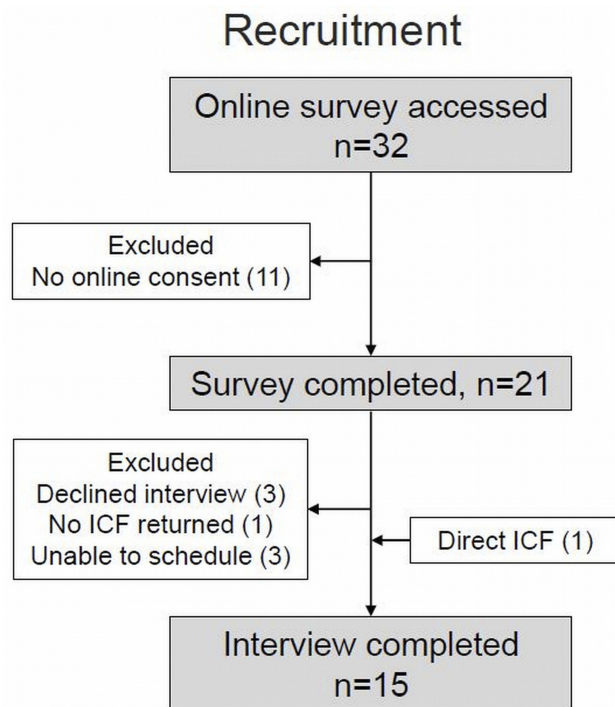 Recruitment
Online survey accessed
n=32
Excluded
No online consent (11)
Survey completed, n=21
Excluded
Declined interview (3)
No ICF returned (1)
Unable to schedule (3)
Direct ICF (1)
Interview completed
n=15